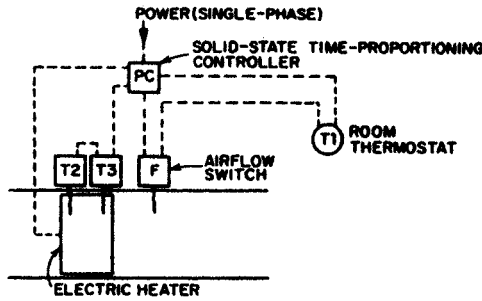 POWER(SINGLE-PHASE)
SOLID-STATE TIME-PROPORTIONING
CONTROLLER
PC
T1
ROOM
THERMOSTAT
T2
T3
F
AIRFLOW
SWITCH
ELECTRIC HEATER